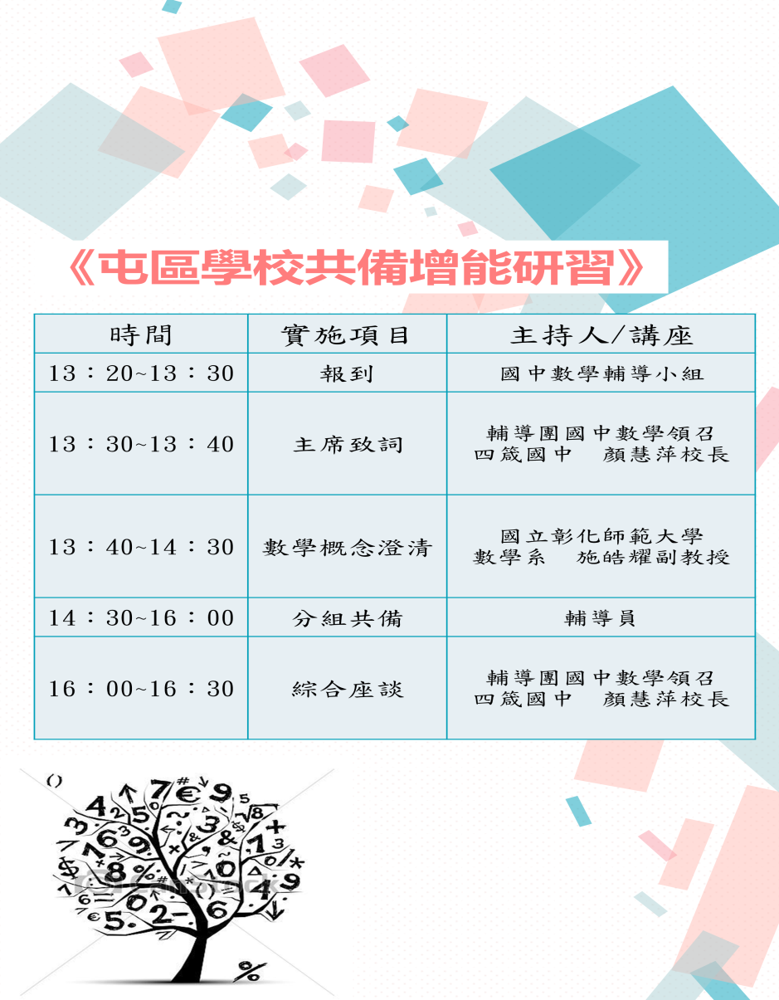 《屯區學校共備增能研習》
時間 實施項目 主持人/講座
13：20~13：30 報到 國中數學輔導小組
13：30~13：40 主席致詞 輔導團國中數學領召
四箴國中　顏慧萍校長
13：40~14：30 數學概念澄清 國立彰化師範大學
數學系　施皓耀副教授
14：30~16：00 分組共備 輔導員
16：00~16：30 綜合座談 輔導團國中數學領召
四箴國中　顏慧萍校長
CanStock